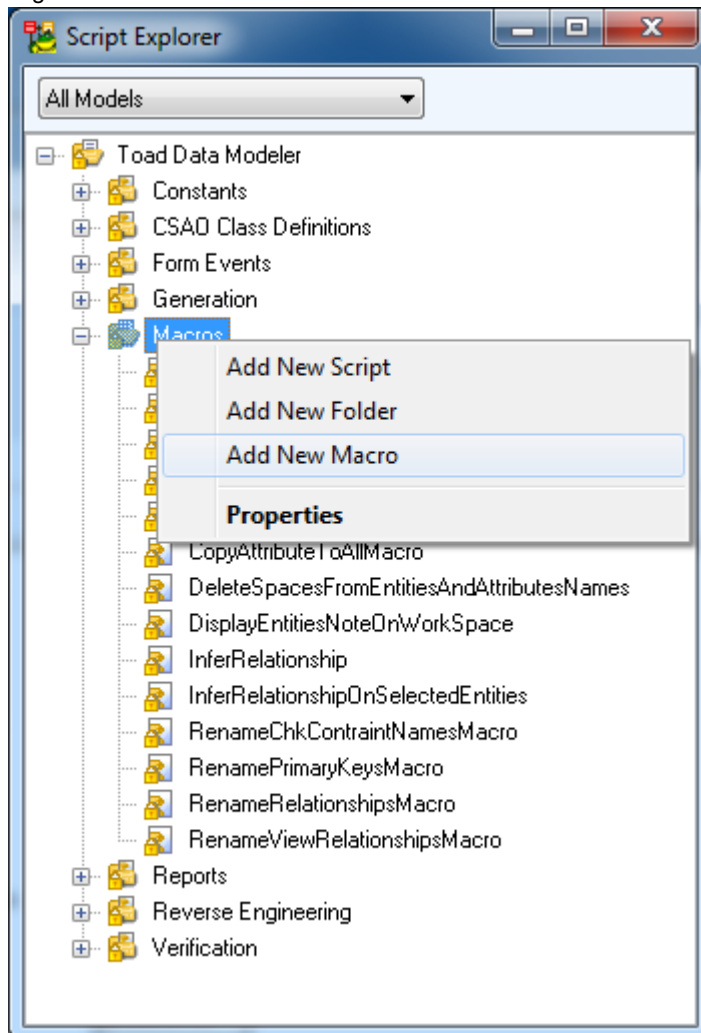 Script Explorer
All Models
Toad Data Modeler
Constants
CSAO Class Definitions
Form Events
Generation
Macros
Add New Script
Add New Folder
Add New Macro
Properties
CopyAttributeToAllMacro
DeleteSpacesFromEntitiesAndAttributesNames
DisplayEntitiesNoteOnWorkSpace
InferRelationship
InferRelationshipOnSelectedEntities
RenameChkContraintNamesMacro
RenamePrimaryKeysMacro
RenameRelationshipsMacro
RenameViewRelationshipsMacro
Reports
Reverse Engineering
Verification